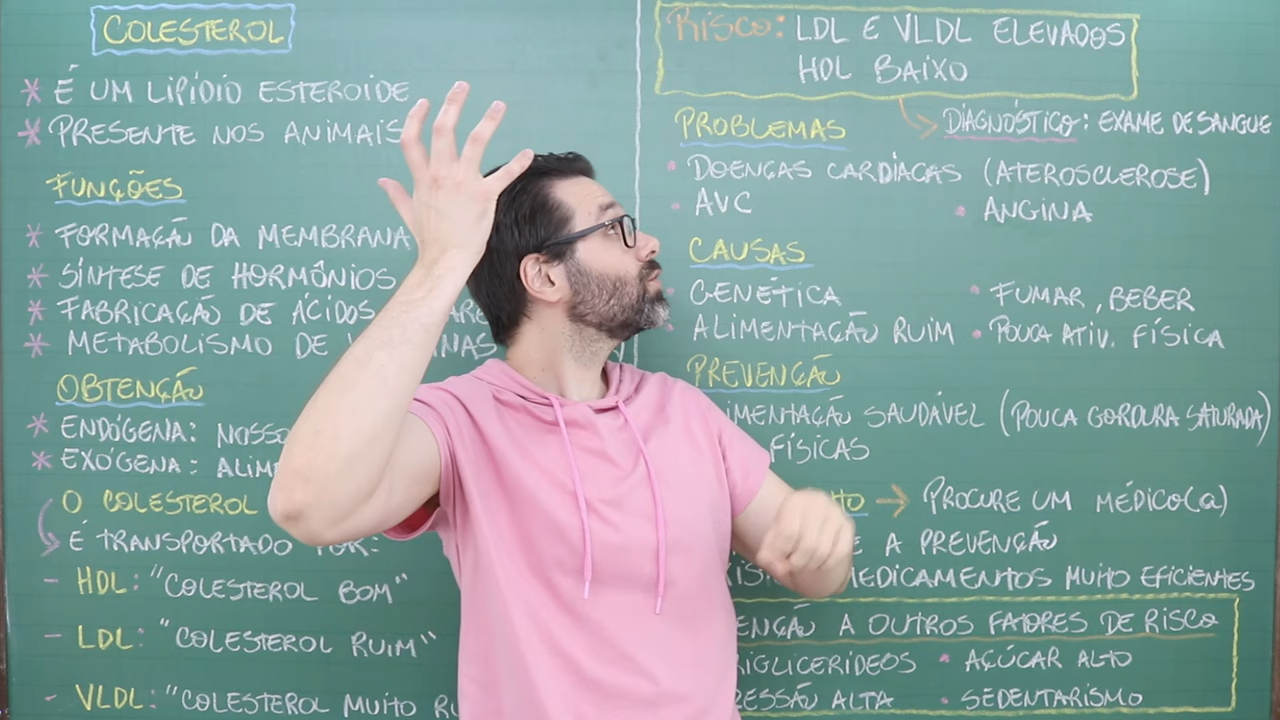 COLESTEROL
* É UM LIPÍDIO ESTEROIDE
* PRESENTE NOS ANIMAIS
FUNÇÕES
* FORMAÇÃO DA MEMBRANA
* SÍNTESE DE HORMÔNIOS
* FABRICAÇÃO DE ÁCIDOS
* METABOLISMO DE
OBTENÇÃO
* ENDÓGENA:
* EXÓGENA:
O COLESTEROL
É TRANSPORTADO POR:
- HDL: "COLESTEROL BOM"
- LDL: "COLESTEROL RUIM"
- VLDL: "COLESTEROL MUITO
RISCO: LDL E VLDL ELEVADOS
HDL BAIXO
DIAGNÓSTICO: EXAME DE SANGUE
PROBLEMAS
• DOENÇAS CARDÍACAS (ATEROSCLEROSE)
• AVC • ANGINA
CAUSAS
• GENÉTICA • FUMAR, BEBER
• ALIMENTAÇÃO RUIM • POUCA ATIV. FÍSICA
PREVENÇÃO
SAUDÁVEL (POUCA GORDURA SATURADA)
FÍSICAS
→ PROCURE UM MÉDICO(A)
A PREVENÇÃO
MEDICAMENTOS MUITO EFICIENTES
A OUTROS FATORES DE RISCO
• AÇÚCAR ALTO
ALTA • SEDENTARISMO